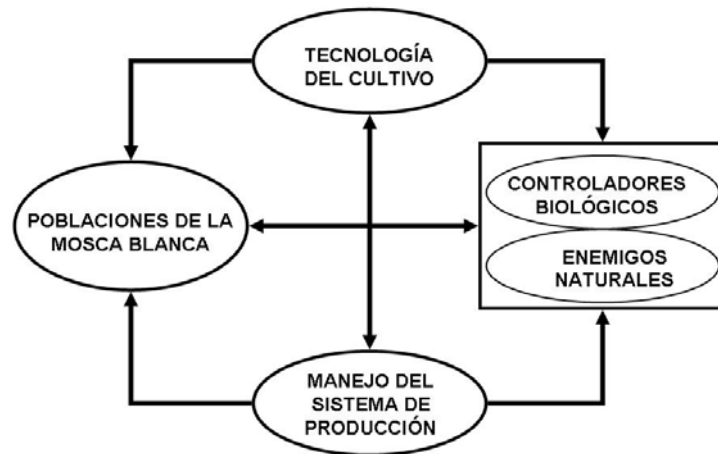 TECNOLOGÍA
DEL CULTIVO
POBLACIONES DE LA
MOSCA BLANCA
CONTROLADORES
BIOLÓGICOS
ENEMIGOS
NATURALES
MANEJO DEL
SISTEMA DE
PRODUCCIÓN